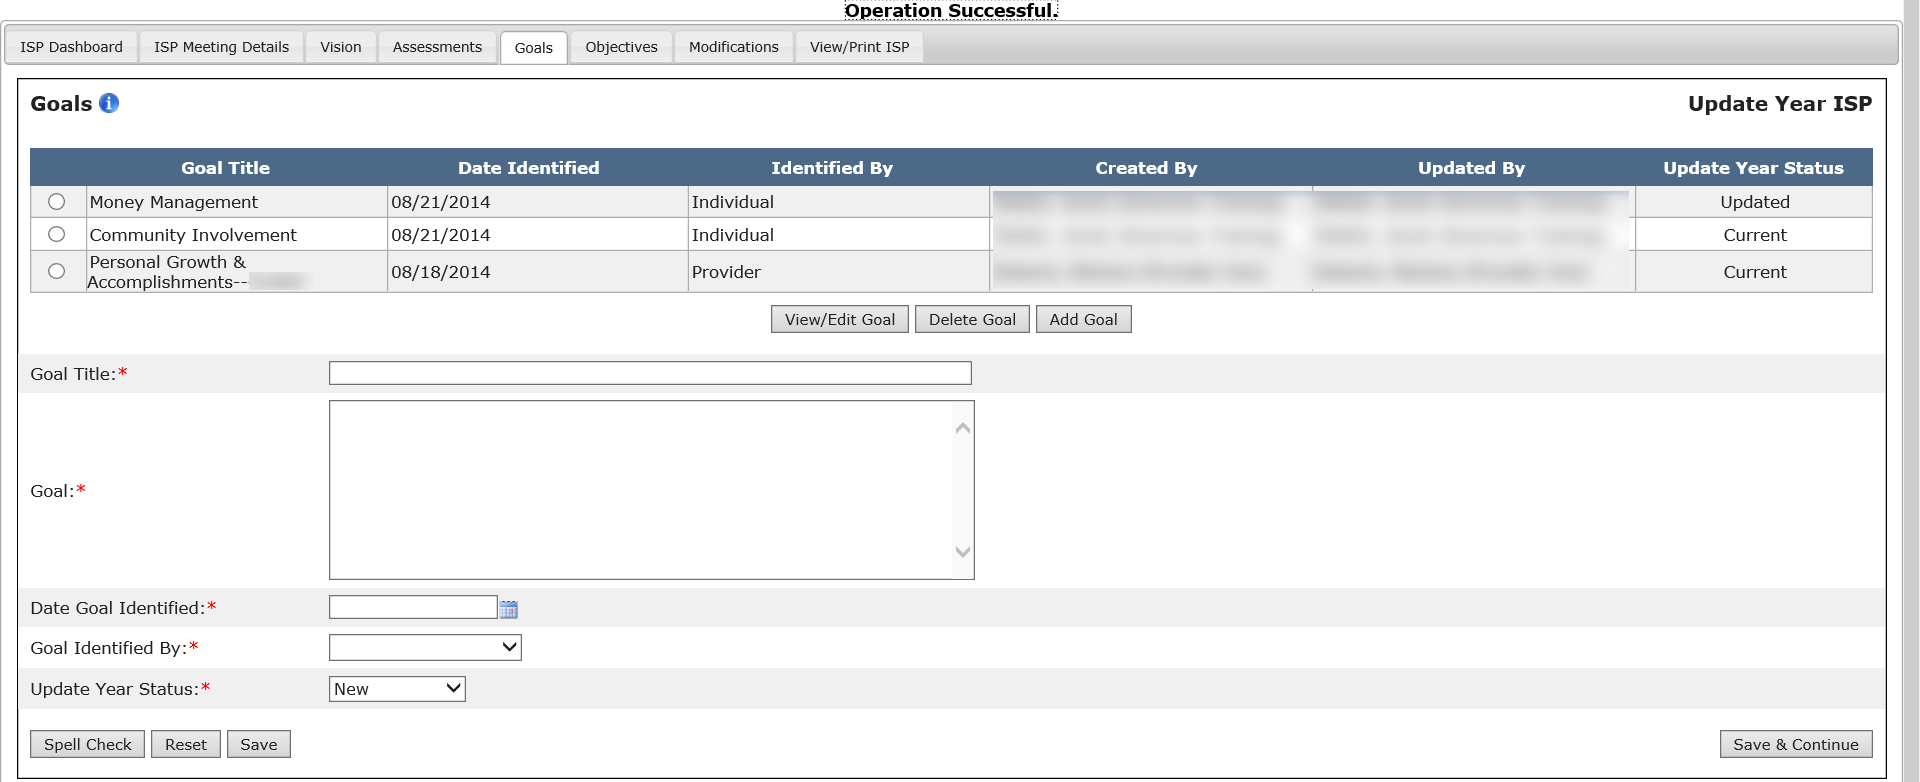 Operation Successful.
ISP Dashboard ISP Meeting Details Vision Assessments Goals Objectives Modifications View/Print ISP
Goals Update Year ISP
Goal Title Date Identified Identified By Created By Updated By Update Year Status
Money Management 08/21/2014 Individual Updated
Community Involvement 08/21/2014 Individual Current
Personal Growth &
Accomplishments-- 08/18/2014 Provider Current
View/Edit Goal Delete Goal Add Goal
Goal Title:*
Goal:*
Date Goal Identified:*
Goal Identified By:*
Update Year Status:* New
Spell Check Reset Save Save & Continue